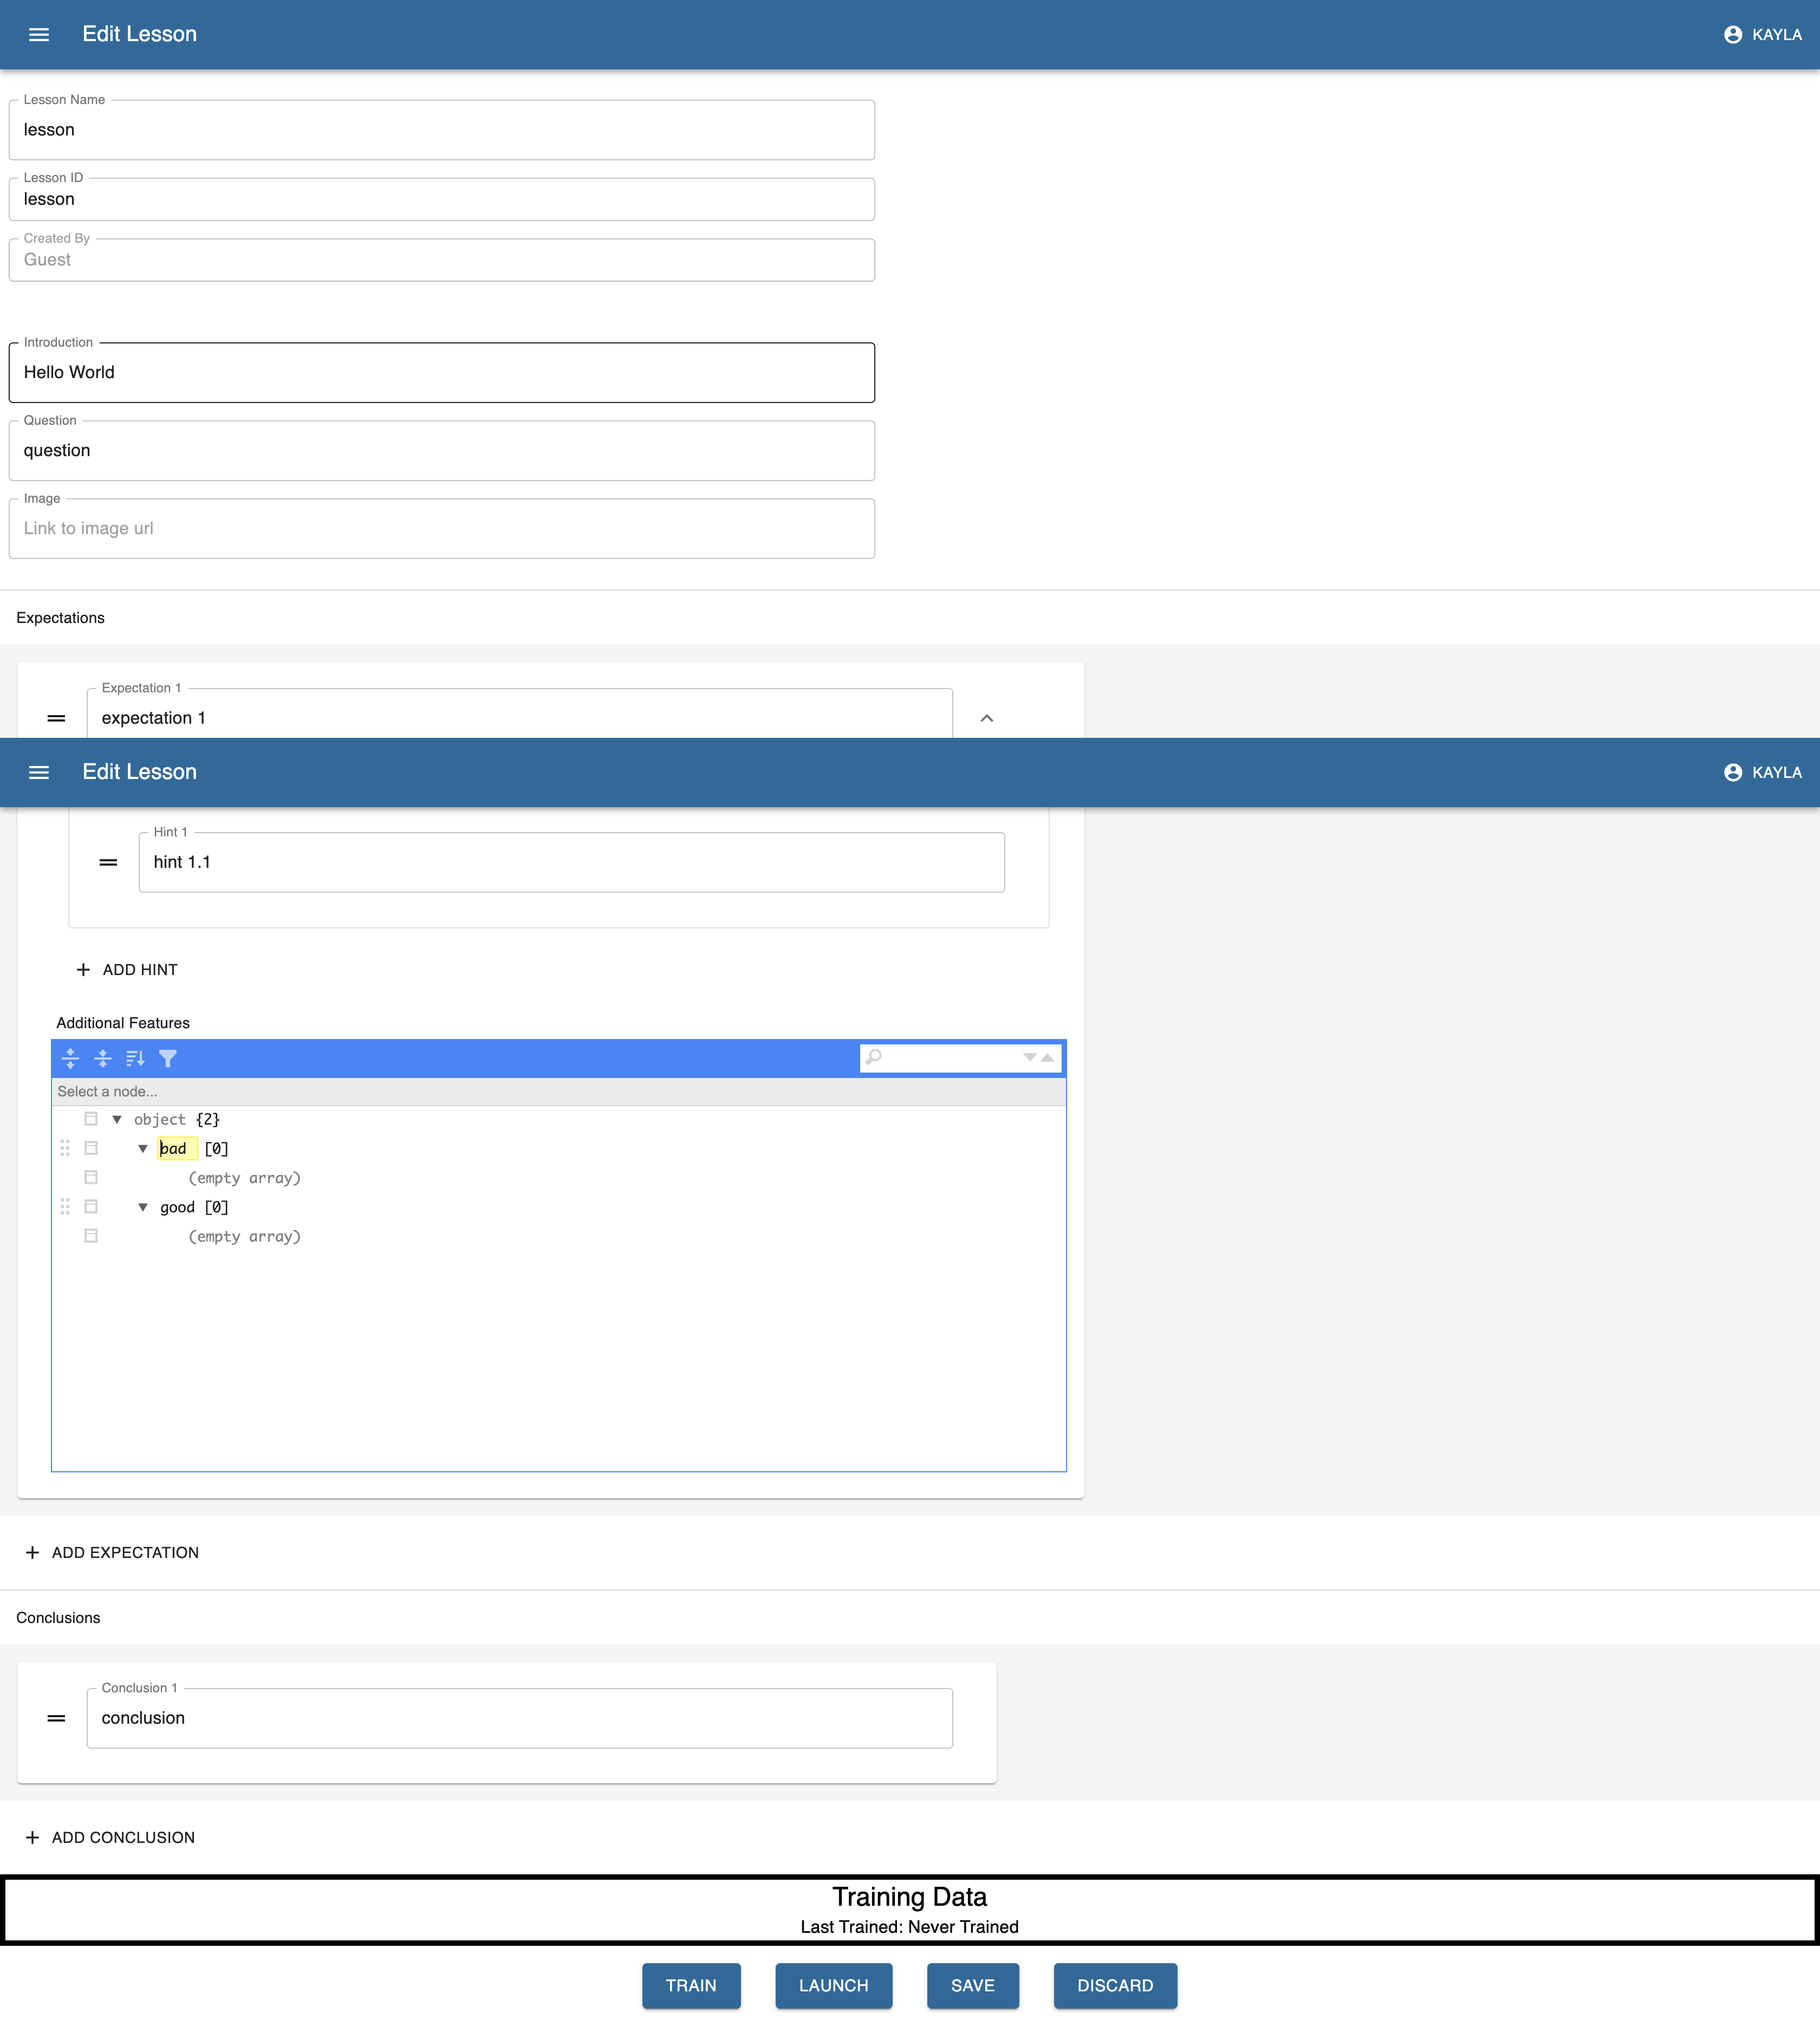 Edit Lesson
KAYLA
Lesson Name
lesson
Lesson ID
lesson
Created By
Guest
Introduction
Hello World
Question
question
Image
Link to image url
Expectations
Expectation 1
expectation 1
Edit Lesson
KAYLA
Hint 1
hint 1.1
ADD HINT
Additional Features
Select a node...
object {2}
bad [0]
(empty array)
good [0]
(empty array)
ADD EXPECTATION
Conclusions
Conclusion 1
conclusion
ADD CONCLUSION
Training Data
Last Trained: Never Trained
TRAIN LAUNCH SAVE DISCARD